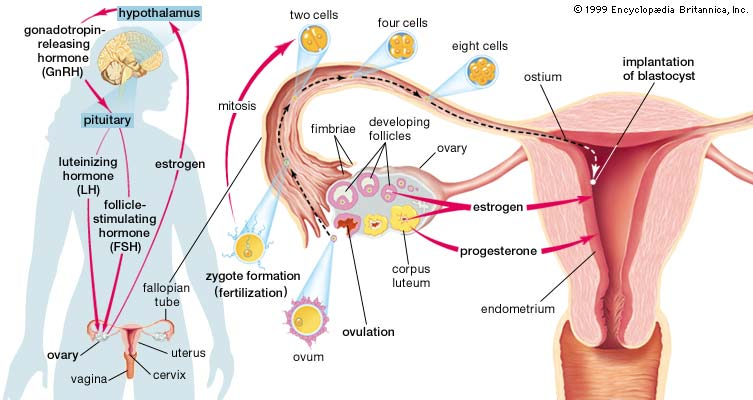 © 1999 Encyclopædia Britannica, Inc.
hypothalamus
gonadotropin-
releasing
hormone
(GnRH)
pituitary
luteinizing
hormone
(LH)
estrogen
follicle-
stimulating
hormone
(FSH)
fallopian
tube
ovary
uterus
vagina
cervix
two cells
four cells
eight cells
mitosis
fimbriae
developing
follicles
ovary
ostium
implantation
of blastocyst
estrogen
progesterone
zygote formation
(fertilization)
corpus
luteum
endometrium
ovulation
ovum